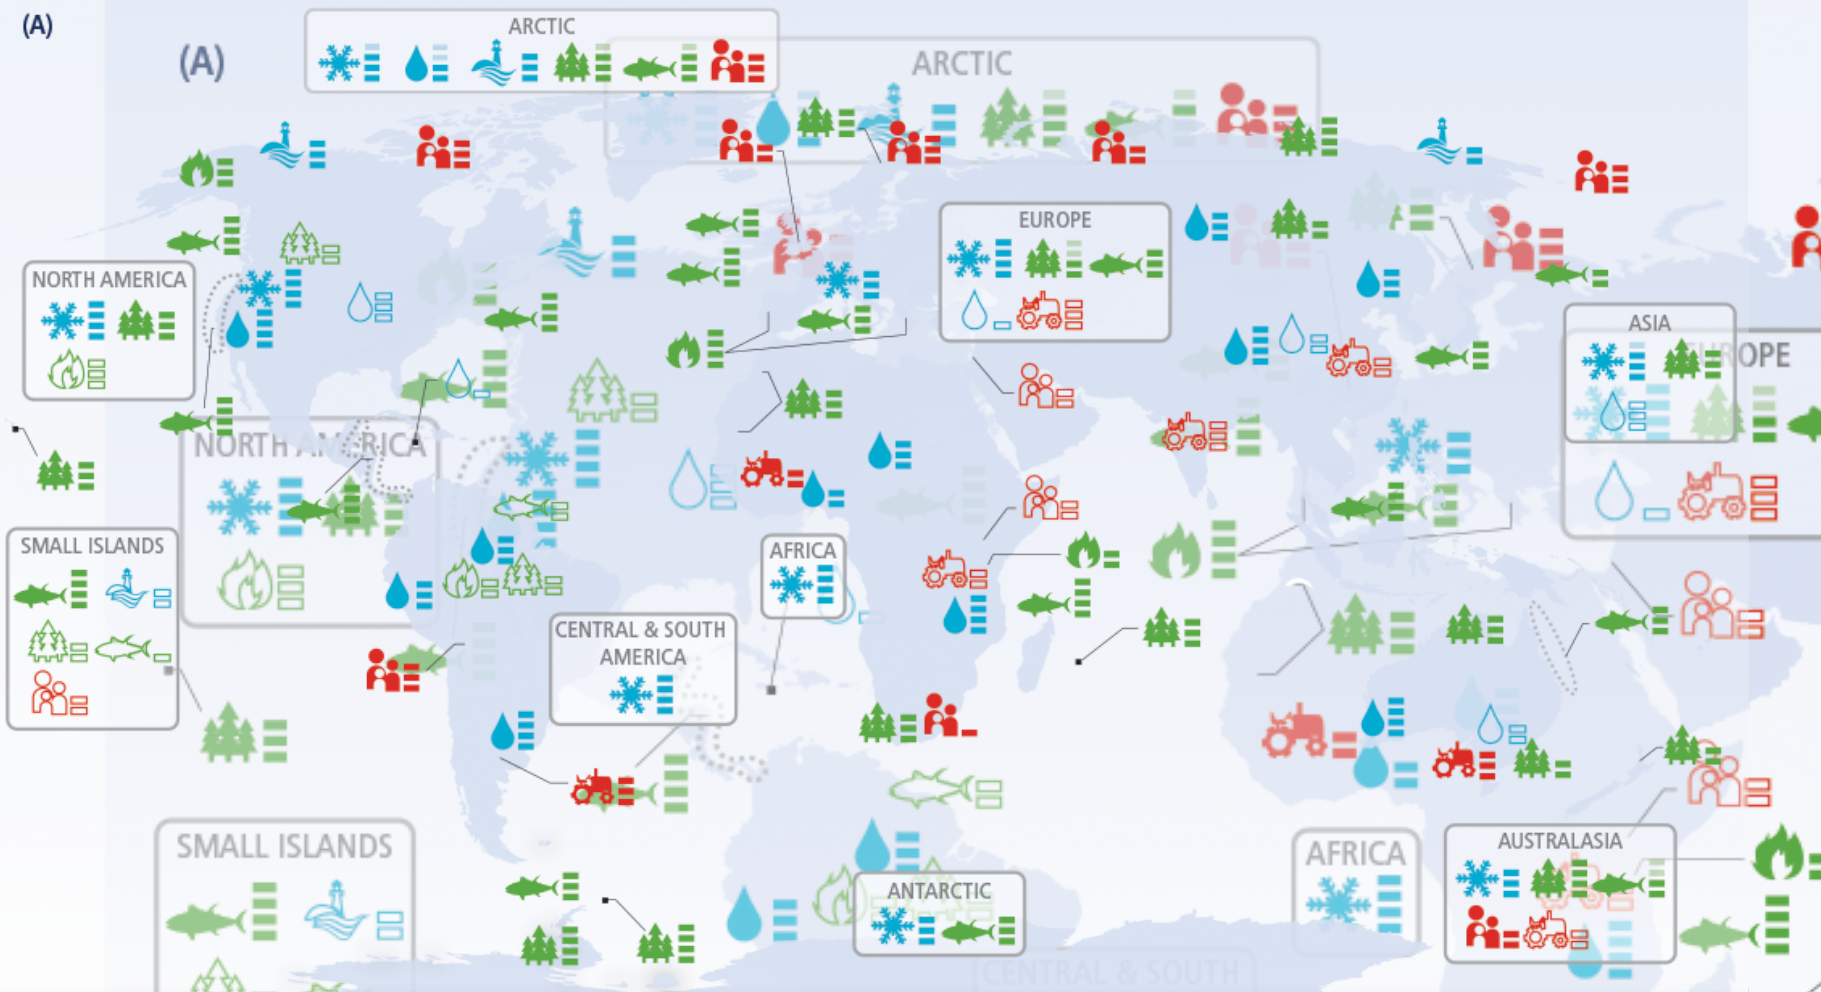 (A)
ARCTIC
(A)
ARCTIC
EUROPE
NORTH AMERICA
ASIA
EUROPE
NORTH AMERICA
SMALL ISLANDS
AFRICA
CENTRAL & SOUTH
AMERICA
SMALL ISLANDS
AFRICA
AUSTRALASIA
ANTARCTIC
CENTRAL & SOUTH